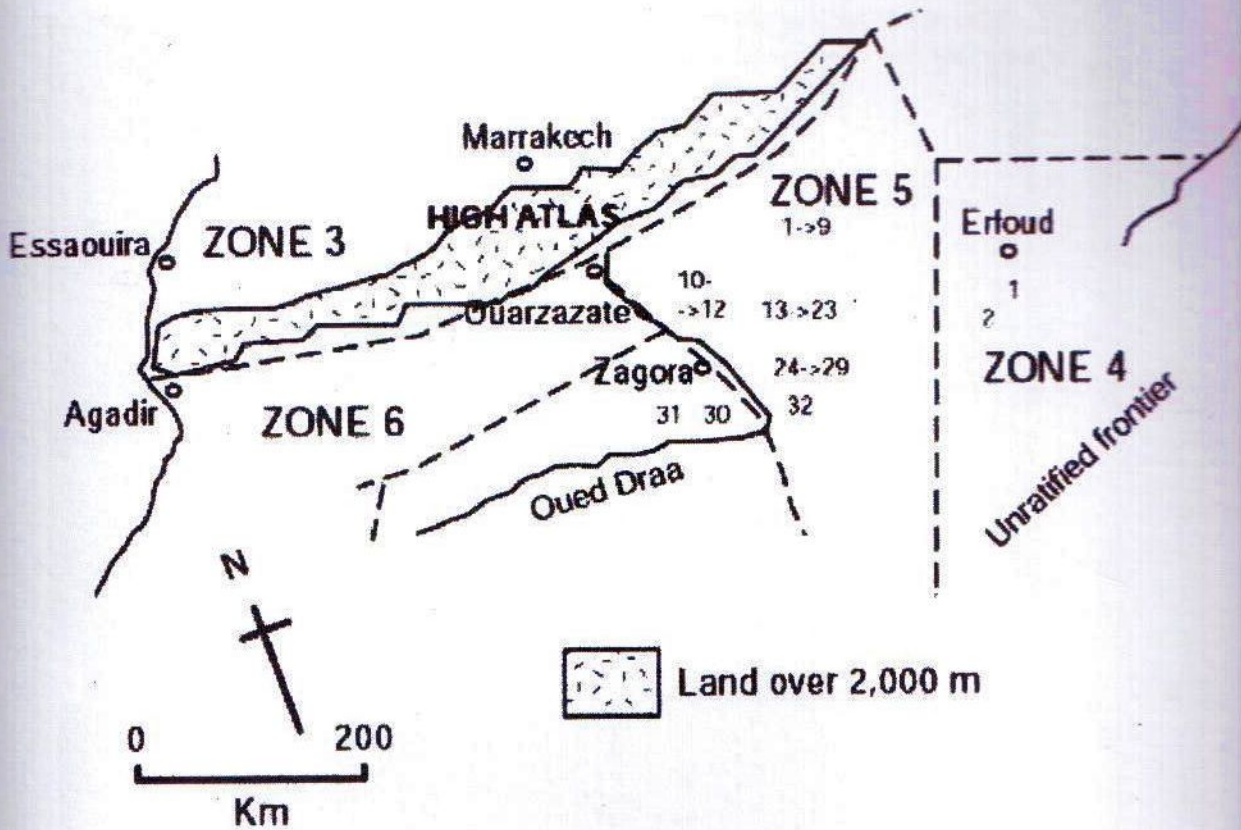 Marrakech
ZONE 5
HIGH ATLAS
Essaouira
ZONE 3
1->9
Erfoud
10-
->12
13->23
1
2
Ouarzazate
Zagora
24->29
ZONE 4
Agadir
ZONE 6
31
30
32
Oued Draa
Unratified frontier
N
Land over 2,000 m
0
200
Km